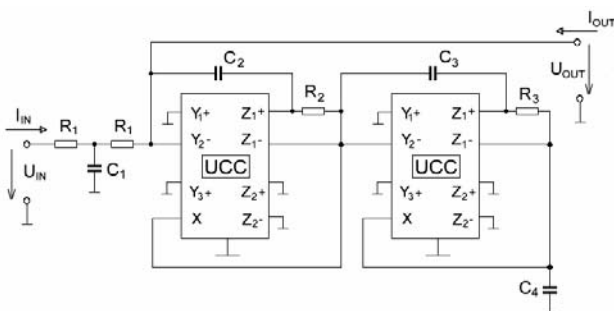 I_OUT
C₂
C₃
U_OUT
I_IN
R₁
R₁
U_IN
C₁
Y₁+
Z₁+
R₂
Y₂-
Z₁-
UCC
Y₃+
Z₂+
X
Z₂-
Y₁+
Z₁+
R₃
Y₂-
Z₁-
UCC
Y₃+
Z₂+
X
Z₂-
C₄